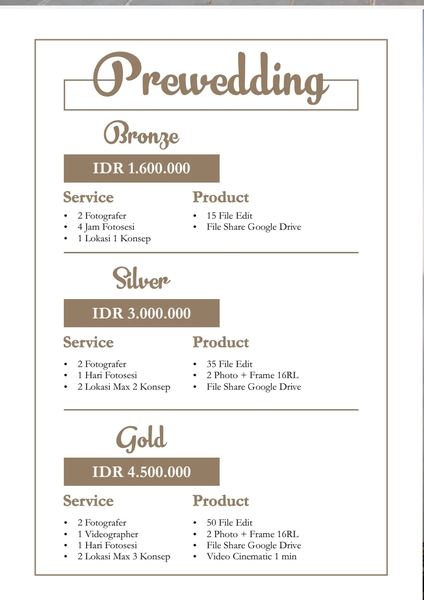 Prewedding
Bronze
IDR 1.600.000
Service
• 2 Fotografer
• 4 Jam Fotosesi
• 1 Lokasi 1 Konsep
Product
• 15 File Edit
• File Share Google Drive
Silver
IDR 3.000.000
Service
• 2 Fotografer
• 1 Hari Fotosesi
• 2 Lokasi Max 2 Konsep
Product
• 35 File Edit
• 2 Photo + Frame 16RL
• File Share Google Drive
Gold
IDR 4.500.000
Service
• 2 Fotografer
• 1 Videographer
• 1 Hari Fotosesi
• 2 Lokasi Max 3 Konsep
Product
• 50 File Edit
• 2 Photo + Frame 16RL
• File Share Google Drive
• Video Cinematic 1 min